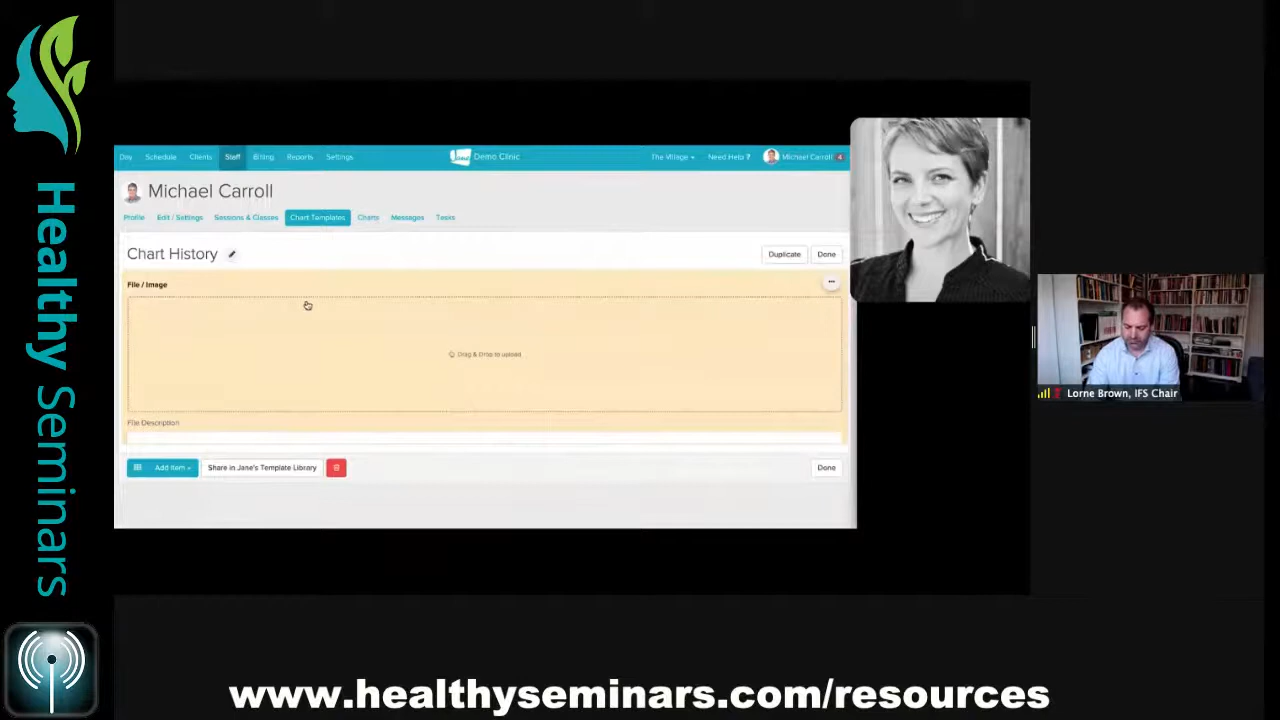 Healthy Seminars
Day Schedule Clients Staff Billing Reports Settings
Jane Demo Clinic
The Village Need Help ? Michael Carroll 4
Michael Carroll
Profile Edit / Settings Sessions & Classes Chart Templates Charts Messages Tasks
Chart History
Duplicate Done
File / Image
Drag & Drop to upload
File Description
Add Item Share in Jane's Template Library
Done
Lorne Brown, IFS Chair
www.healthyseminars.com/resources